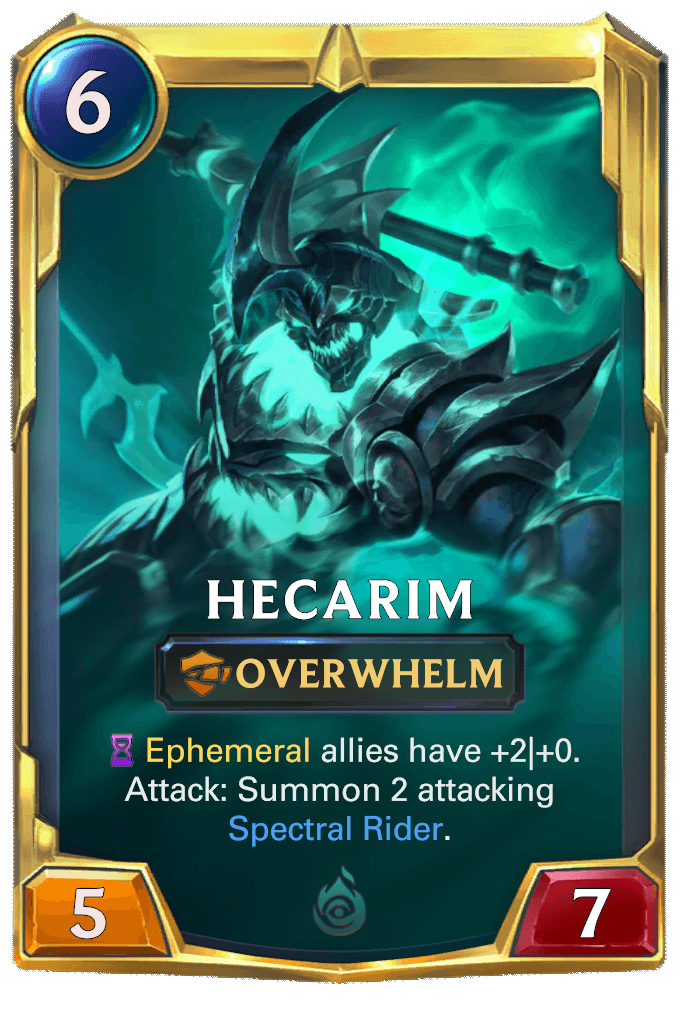 6
HECARIM
OVERWHELM
Ephemeral allies have +2|+0.
Attack: Summon 2 attacking
Spectral Rider.
5
7